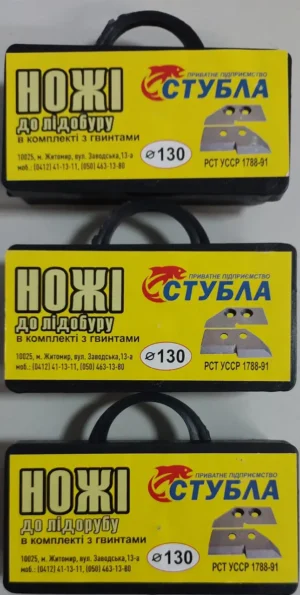 НОЖІ
до лідобуру
в комплекті з гвинтами
10025, м. Житомир, вул. Заводська,13-а
моб.: (0412) 41-13-11, (050) 463-13-80
⌀130
ПРИВАТНЕ ПІДПРИЄМСТВО
СТУБЛА
РСТ УССР 1788-91
НОЖІ
до лідобуру
в комплекті з гвинтами
10025, м. Житомир, вул. Заводська,13-а
моб.: (0412) 41-13-11, (050) 463-13-80
⌀130
ПРИВАТНЕ ПІДПРИЄМСТВО
СТУБЛА
РСТ УССР 1788-91
НОЖІ
до лідорубу
в комплекті з гвинтами
10025, м. Житомир, вул. Заводська,13-а
моб.: (0412) 41-13-11, (050) 463-13-80
⌀130
ПРИВАТНЕ ПІДПРИЄМСТВО
СТУБЛА
РСТ УССР 1788-91